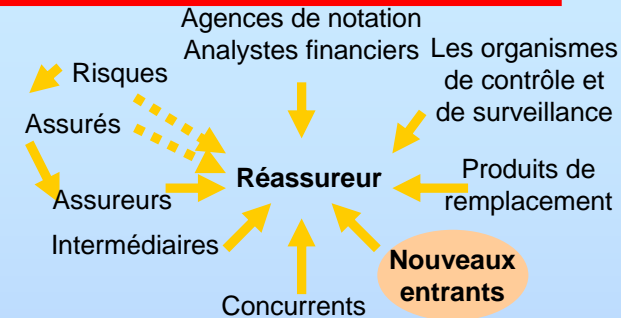 Agences de notation
Analystes financiers
Les organismes
de contrôle et
de surveillance
Risques
Assurés
Réassureur
Produits de
remplacement
Assureurs
Intermédiaires
Nouveaux
entrants
Concurrents